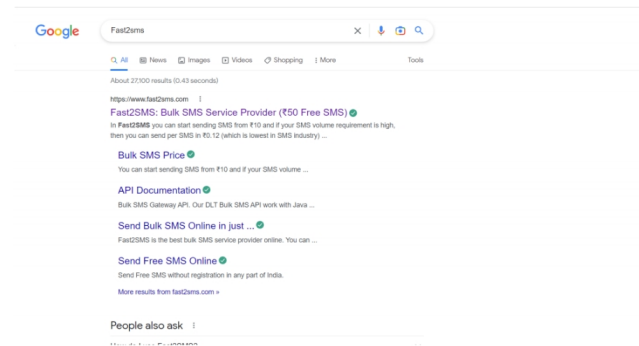 Google
Fast2sms
All News Images Videos Shopping More Tools
About 27,100 results (0.43 seconds)
https://www.fast2sms.com
Fast2SMS: Bulk SMS Service Provider (₹50 Free SMS)
In Fast2SMS you can start sending SMS from ₹10 and if your SMS volume requirement is high,
then you can send per SMS in ₹0.12 (which is lowest in SMS industry) ...
Bulk SMS Price
You can start sending SMS from ₹10 and if your SMS volume ...
API Documentation
Bulk SMS Gateway API. Our DLT Bulk SMS API work with Java ...
Send Bulk SMS Online in just ...
Fast2SMS is the best bulk SMS service provider online. You can ...
Send Free SMS Online
Send Free SMS without registration in any part of India.
More results from fast2sms.com »
People also ask